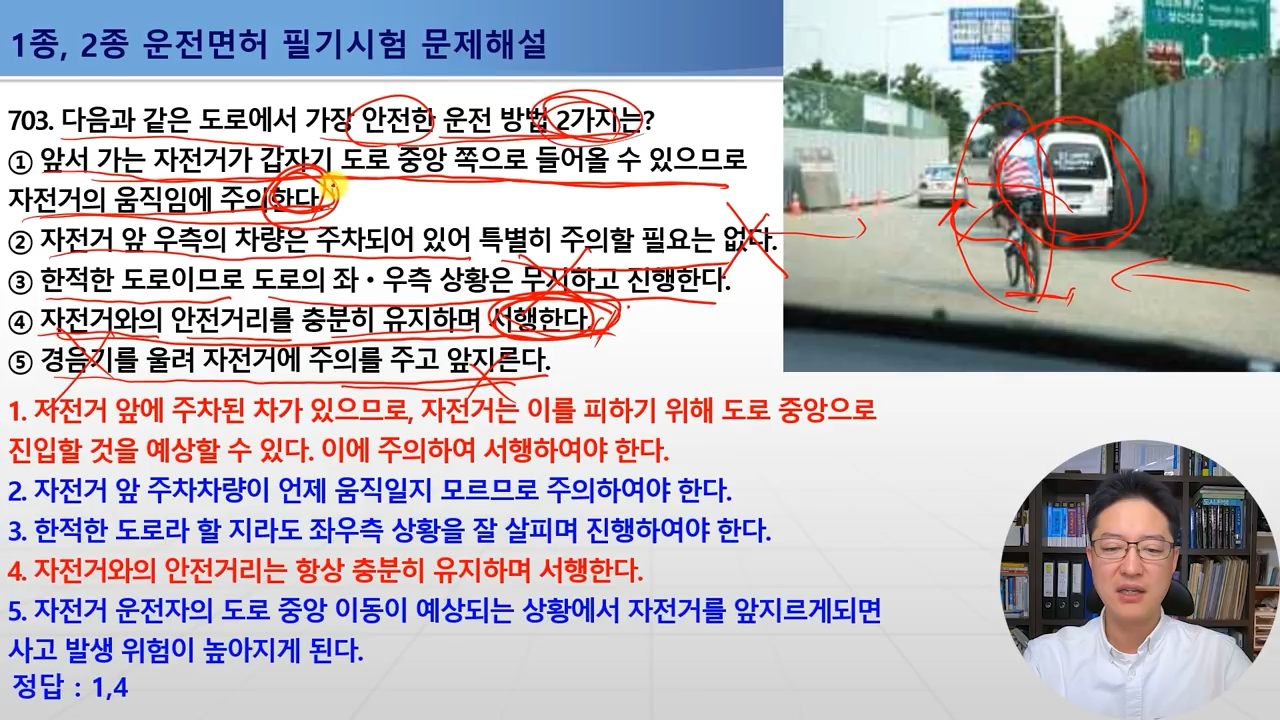 1종, 2종 운전면허 필기시험 문제해설
703. 다음과 같은 도로에서 가장 안전한 운전 방법 2가지는?
① 앞서 가는 자전거가 갑자기 도로 중앙 쪽으로 들어올 수 있으므로
자전거의 움직임에 주의한다.
② 자전거 앞 우측의 차량은 주차되어 있어 특별히 주의할 필요는 없다.
③ 한적한 도로이므로 도로의 좌·우측 상황은 무시하고 진행한다.
④ 자전거와의 안전거리를 충분히 유지하며 서행한다.
⑤ 경음기를 울려 자전거에 주의를 주고 앞지른다.
1. 자전거 앞에 주차된 차가 있으므로, 자전거는 이를 피하기 위해 도로 중앙으로
진입할 것을 예상할 수 있다. 이에 주의하여 서행하여야 한다.
2. 자전거 앞 주차차량이 언제 움직일지 모르므로 주의하여야 한다.
3. 한적한 도로라 할 지라도 좌우측 상황을 잘 살피며 진행하여야 한다.
4. 자전거와의 안전거리는 항상 충분히 유지하며 서행한다.
5. 자전거 운전자의 도로 중앙 이동이 예상되는 상황에서 자전거를 앞지르게되면
사고 발생 위험이 높아지게 된다.
정답 : 1,4